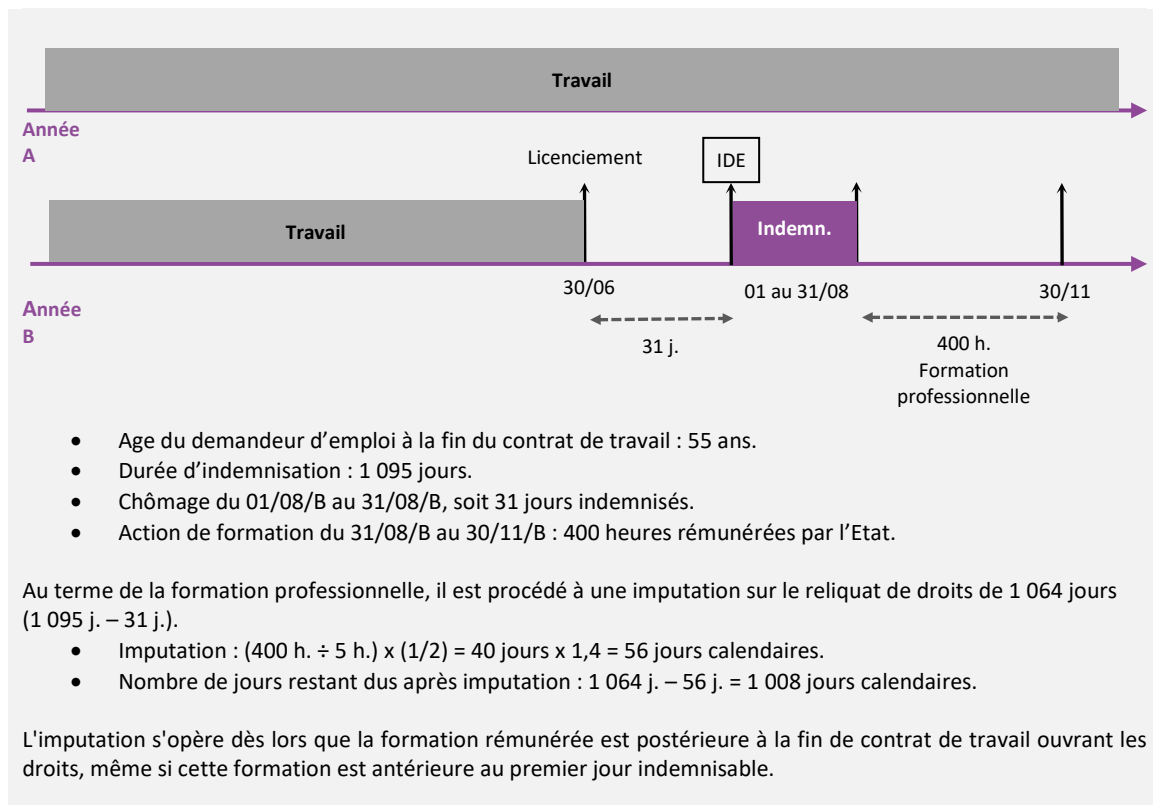 Travail
Année
A
Licenciement
IDE
Travail
Indemn.
30/06
01 au 31/08
30/11
Année
B
31 j.
400 h.
Formation
professionnelle
• Age du demandeur d’emploi à la fin du contrat de travail : 55 ans.
• Durée d’indemnisation : 1 095 jours.
• Chômage du 01/08/B au 31/08/B, soit 31 jours indemnisés.
• Action de formation du 31/08/B au 30/11/B : 400 heures rémunérées par l’Etat.
Au terme de la formation professionnelle, il est procédé à une imputation sur le reliquat de droits de 1 064 jours
(1 095 j. – 31 j.).
• Imputation : (400 h. ÷ 5 h.) x (1/2) = 40 jours x 1,4 = 56 jours calendaires.
• Nombre de jours restant dus après imputation : 1 064 j. – 56 j. = 1 008 jours calendaires.
L'imputation s'opère dès lors que la formation rémunérée est postérieure à la fin de contrat de travail ouvrant les
droits, même si cette formation est antérieure au premier jour indemnisable.